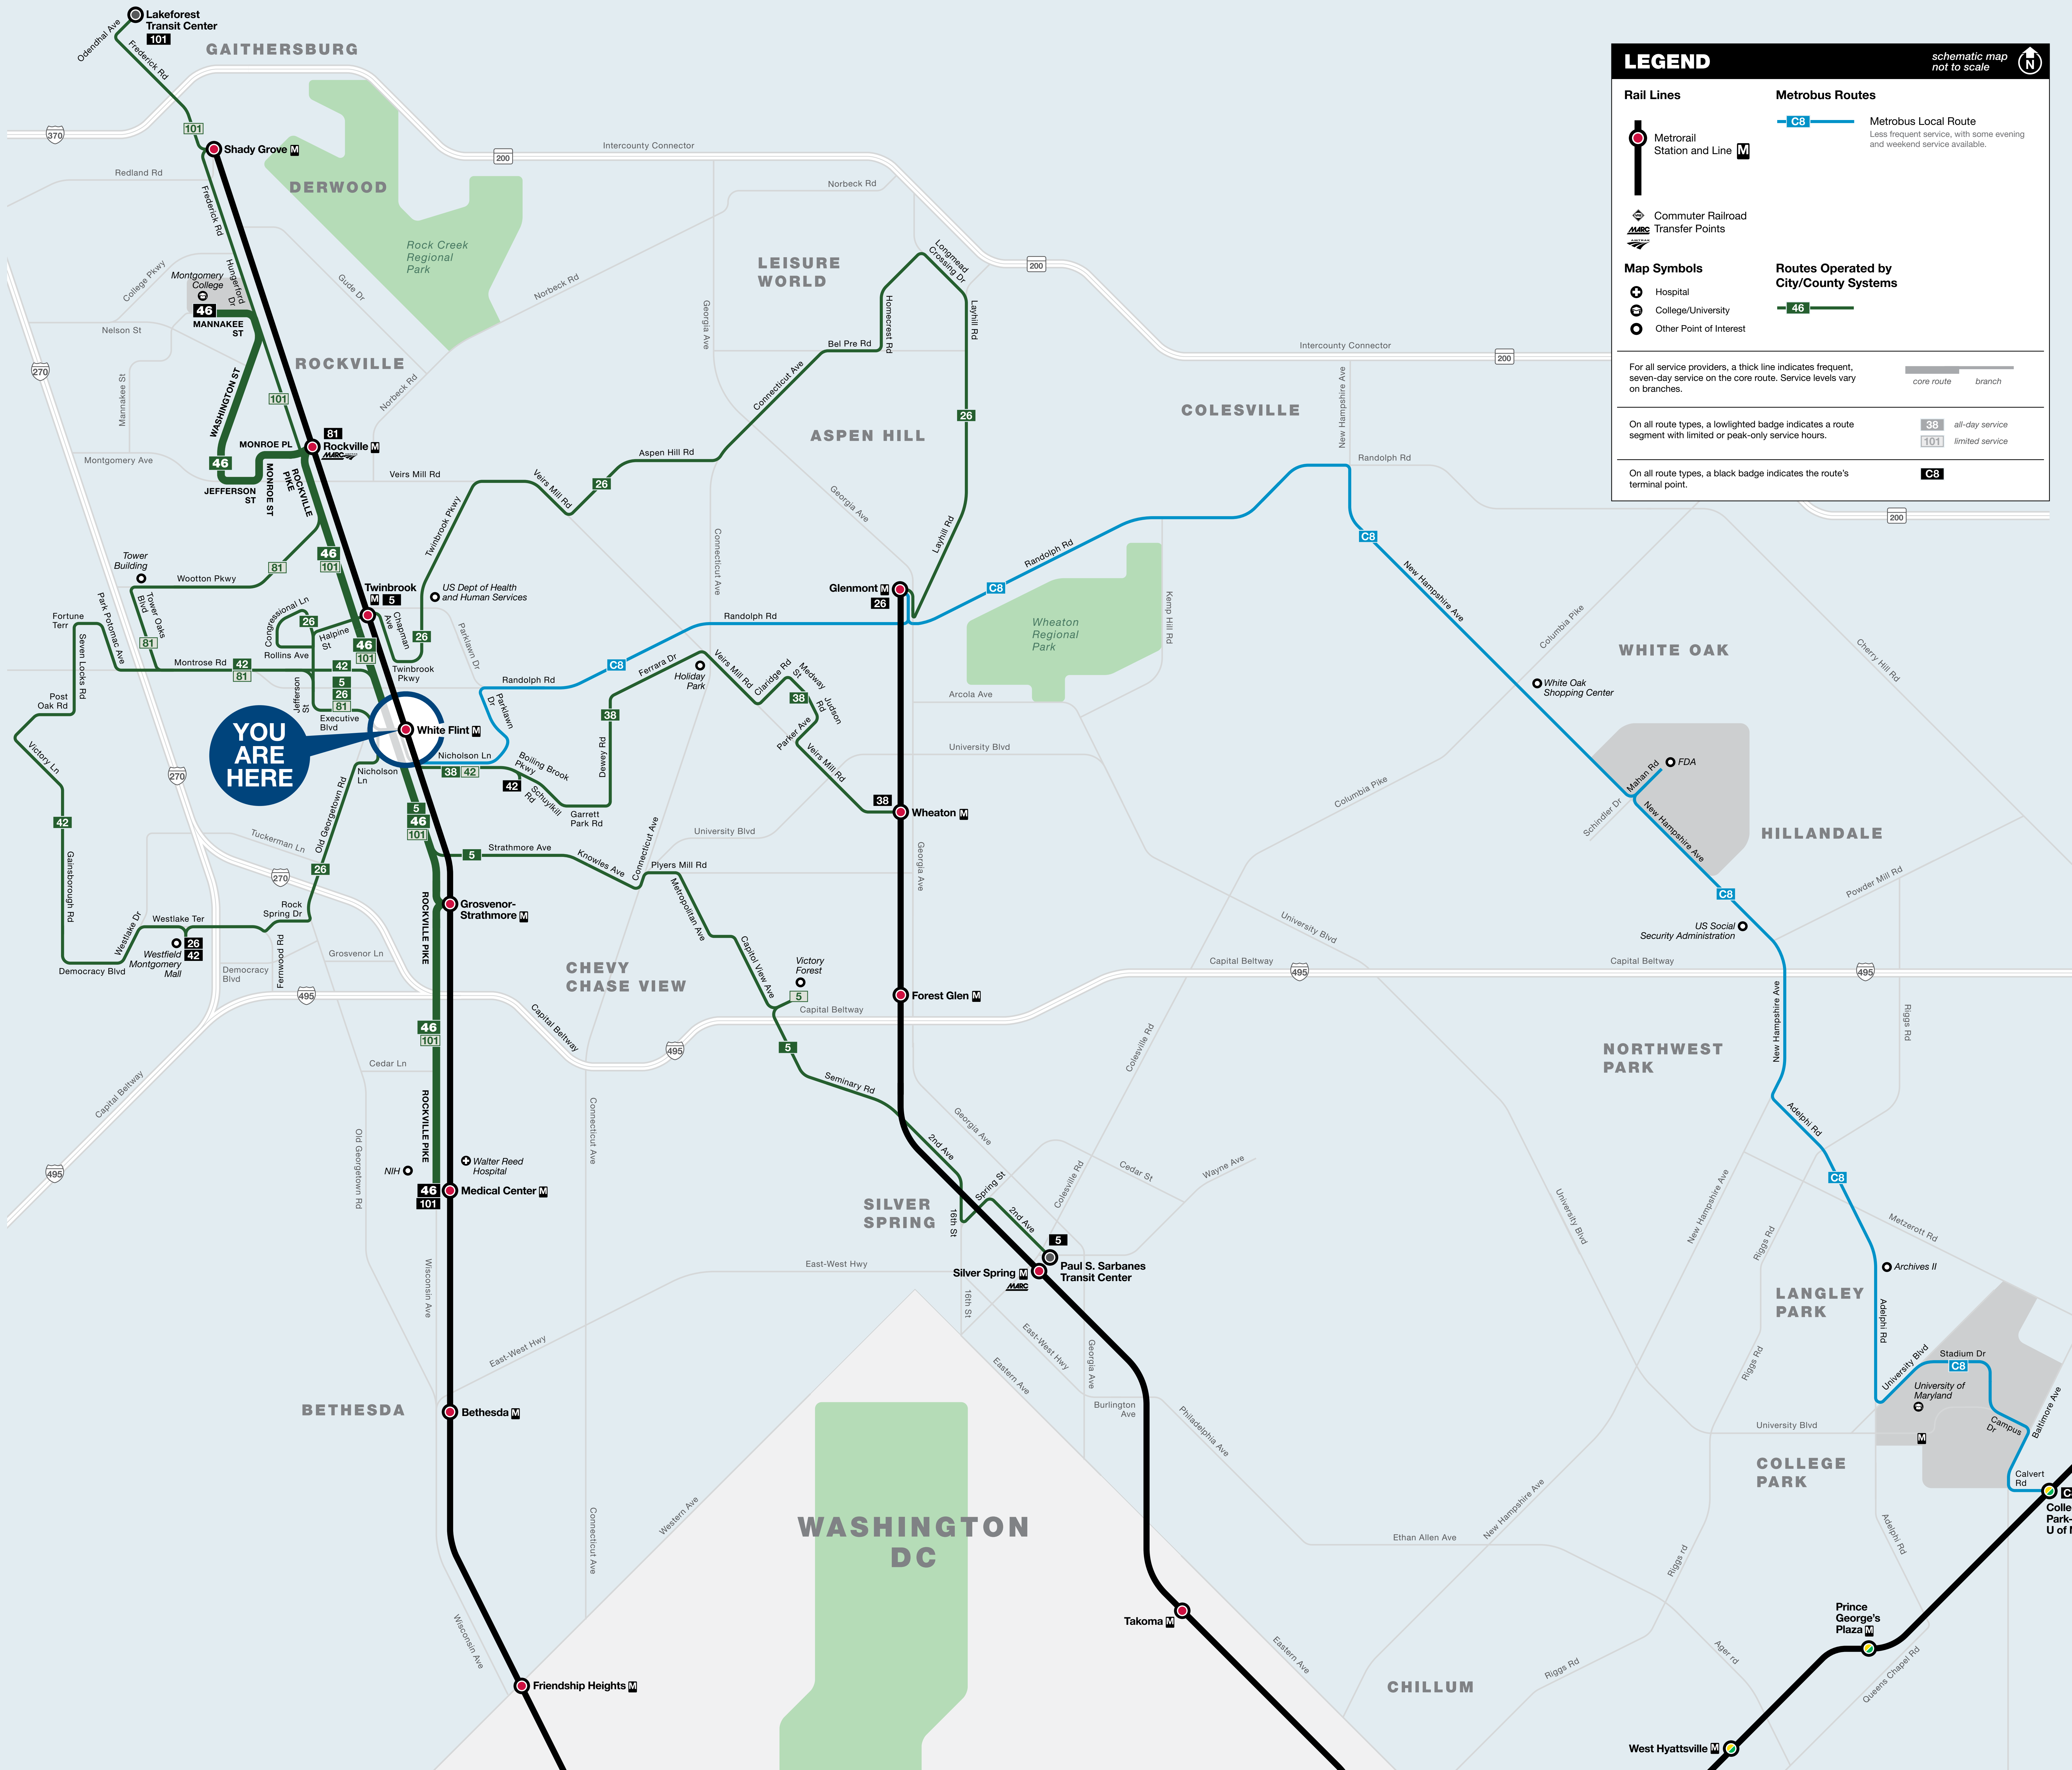 Lakeforest
Transit Center
101
Odendhal Ave
Frederick Rd
GAITHERSBURG
370
101
Shady Grove M
200
Intercounty Connector
Redland Rd
DERWOOD
Frederick Rd
Norbeck Rd
Rock Creek
Regional
Park
LEISURE
WORLD
Longmead
Crossing Dr
200
College Pkwy
Montgomery
College
Hungerford
Dr
Gude Dr
Norbeck Rd
46
MANNAKEE
ST
Nelson St
Georgia Ave
Homecrest Rd
Layhill Rd
Bel Pre Rd
Intercounty Connector
200
270
ROCKVILLE
Mannakee St
WASHINGTON ST
101
Norbeck Rd
Connecticut Ave
26
New Hampshire Ave
COLESVILLE
ASPEN HILL
81
Rockville M
MARC
MONROE PL
46
Montgomery Ave
JEFFERSON
ST
MONROE ST
ROCKVILLE
PIKE
Veirs Mill Rd
Veirs Mill Rd
Aspen Hill Rd
26
Georgia Ave
Randolph Rd
C8
200
Twinbrook Pkwy
Connecticut Ave
Layhill Rd
Randolph Rd
Tower
Building
Wootton Pkwy
81
46
101
Twinbrook
M 5
US Dept of Health
and Human Services
Glenmont M
26
C8
New Hampshire Ave
Kemp Hill Rd
Wheaton
Regional
Park
Columbia Pike
Cherry Hill Rd
Fortune
Terr
Park Potomac Ave
Tower Oaks
Blvd
81
Congressional Ln
26
Halpine
St
Rollins Ave
Chapman
Ave
26
Parklawn Dr
Randolph Rd
46
101
Seven Locks Rd
Montrose Rd
42
81
42
5
26
81
Twinbrook
Pkwy
C8
Ferrara Dr
Holiday
Park
Veirs Mill Rd
Claridge Rd
Medway
St
38
Judson
Rd
Parker Ave
Veirs Mill Rd
Arcola Ave
WHITE OAK
White Oak
Shopping Center
Post
Oak Rd
Jefferson
St
Executive
Blvd
Randolph Rd
Parklawn
Dr
38
Dewey Rd
Victory Ln
YOU
ARE
HERE
White Flint M
Nicholson Ln
38 42
Nicholson
Ln
Boiling Brook
Pkwy
42
Schuylkill
Rd
Garrett
Park Rd
270
University Blvd
FDA
Mahan Rd
Schindler Dr
New Hampshire Ave
Columbia Pike
HILLANDALE
42
Old Georgetown Rd
5
46
101
38
Wheaton M
University Blvd
Tuckerman Ln
Gainsborough Rd
26
270
5
Strathmore Ave
Knowles Ave
Connecticut Ave
Plyers Mill Rd
Georgia Ave
Powder Mill Rd
C8
US Social
Security Administration
Rock
Spring Dr
Westlake Ter
Westlake Dr
Westfield
Montgomery
Mall
26
42
Democracy Blvd
Democracy
Blvd
Fernwood Rd
Grosvenor Ln
ROCKVILLE PIKE
Grosvenor-
Strathmore M
Metropolitan Ave
Capitol View Ave
University Blvd
CHEVY
CHASE VIEW
Victory
Forest
5
Forest Glen M
Capital Beltway
Capital Beltway
495
Capital Beltway
495
495
Capital Beltway
46
101
5
495
Colesville Rd
Riggs Rd
New Hampshire Ave
NORTHWEST
PARK
Capital Beltway
Cedar Ln
Seminary Rd
Adelphi Rd
495
ROCKVILLE PIKE
Old Georgetown Rd
NIH
Walter Reed
Hospital
46
101
Medical Center M
Connecticut Ave
2nd Ave
Georgia Ave
Cedar St
Wayne Ave
Colesville Rd
Spring St
SILVER
SPRING
16th St
2nd Ave
5
Paul S. Sarbanes
Transit Center
Silver Spring M
MARC
University Blvd
New Hampshire Ave
Riggs Rd
C8
Metzerott Rd
Archives II
Wisconsin Ave
East-West Hwy
16th St
East-West Hwy
LANGLEY
PARK
Adelphi Rd
East-West Hwy
Eastern Ave
Georgia Ave
Riggs Rd
University Blvd
Stadium Dr
C8
University of
Maryland
Campus
Dr
Baltimore Ave
M
BETHESDA
Bethesda M
Burlington
Ave
Philadelphia Ave
University Blvd
COLLEGE
PARK
Calvert
Rd
Western Ave
Connecticut Ave
WASHINGTON
DC
New Hampshire Ave
Ethan Allen Ave
Adelphi Rd
Riggs rd
Wisconsin Ave
Takoma M
Eastern Ave
Prince
George's
Plaza M
Ager rd
Riggs Rd
Queens Chapel Rd
Friendship Heights M
CHILLUM
West Hyattsville M
LEGEND
schematic map
not to scale
N
Rail Lines
Metrorail
Station and Line M
Commuter Railroad
Transfer Points
MARC
Map Symbols
Hospital
College/University
Other Point of Interest
Metrobus Routes
C8
Metrobus Local Route
Less frequent service, with some evening
and weekend service available.
Routes Operated by
City/County Systems
46
For all service providers, a thick line indicates frequent,
seven-day service on the core route. Service levels vary
on branches.
core route
branch
On all route types, a lowlighted badge indicates a route
segment with limited or peak-only service hours.
38
all-day service
101
limited service
On all route types, a black badge indicates the route's
terminal point.
C8